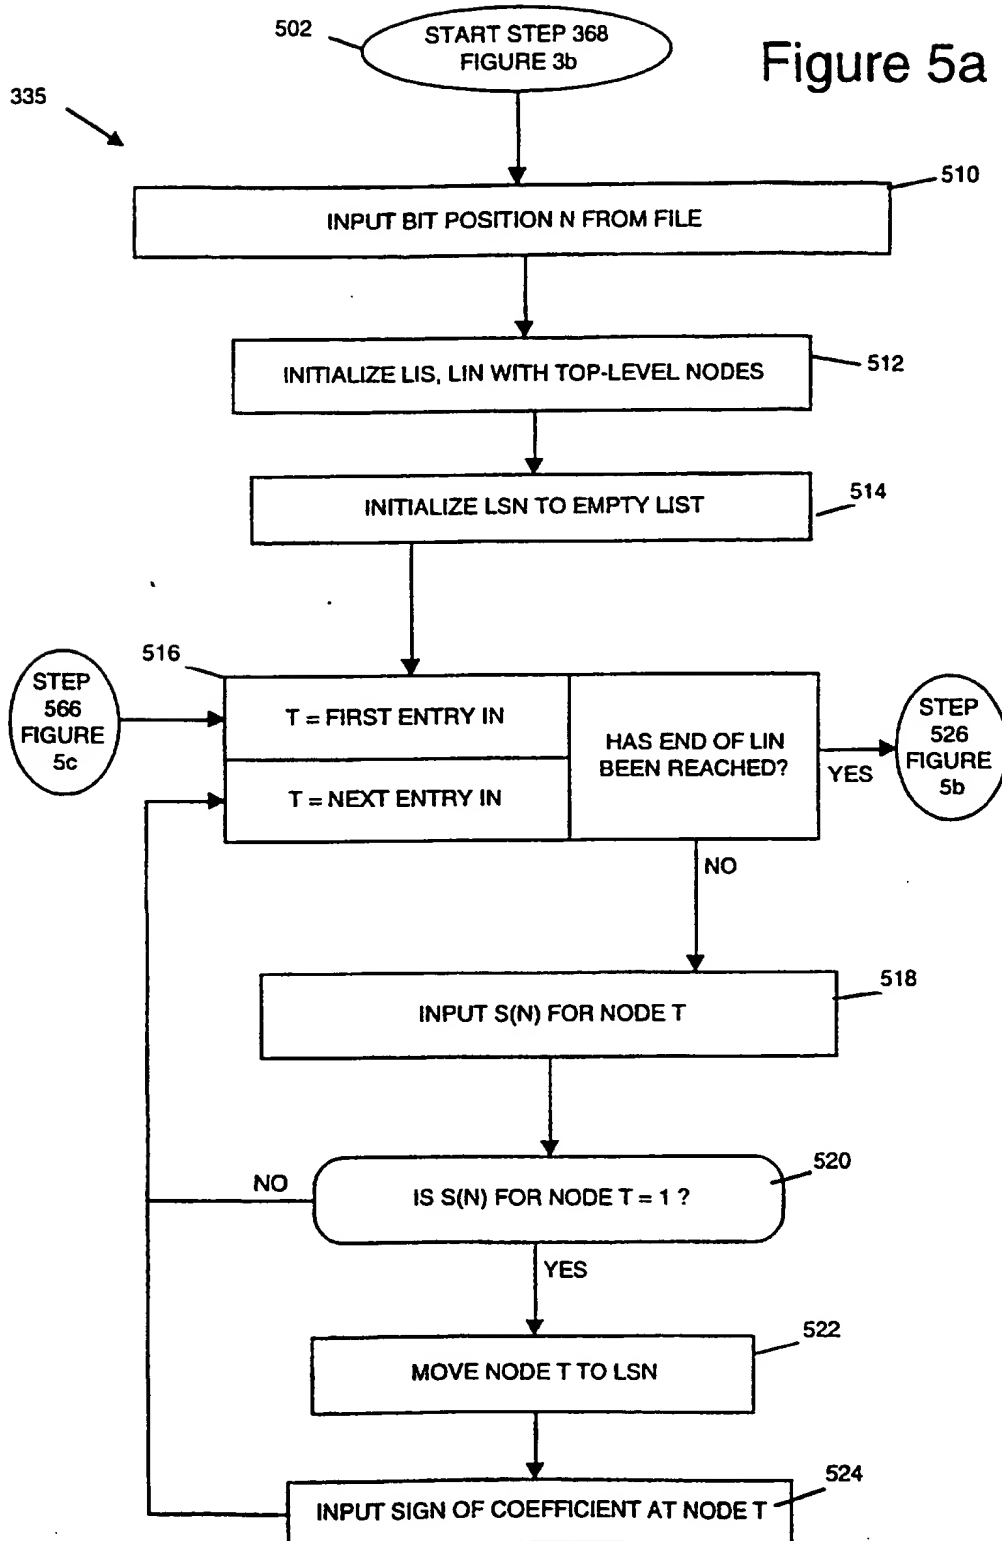 502
START STEP 368
FIGURE 3b
Figure 5a
335
510
INPUT BIT POSITION N FROM FILE
512
INITIALIZE LIS, LIN WITH TOP-LEVEL NODES
514
INITIALIZE LSN TO EMPTY LIST
516
STEP
566
FIGURE
5c
T = FIRST ENTRY IN
T = NEXT ENTRY IN
HAS END OF LIN
BEEN REACHED?
YES
STEP
526
FIGURE
5b
NO
518
INPUT S(N) FOR NODE T
520
NO
IS S(N) FOR NODE T = 1 ?
YES
522
MOVE NODE T TO LSN
524
INPUT SIGN OF COEFFICIENT AT NODE T